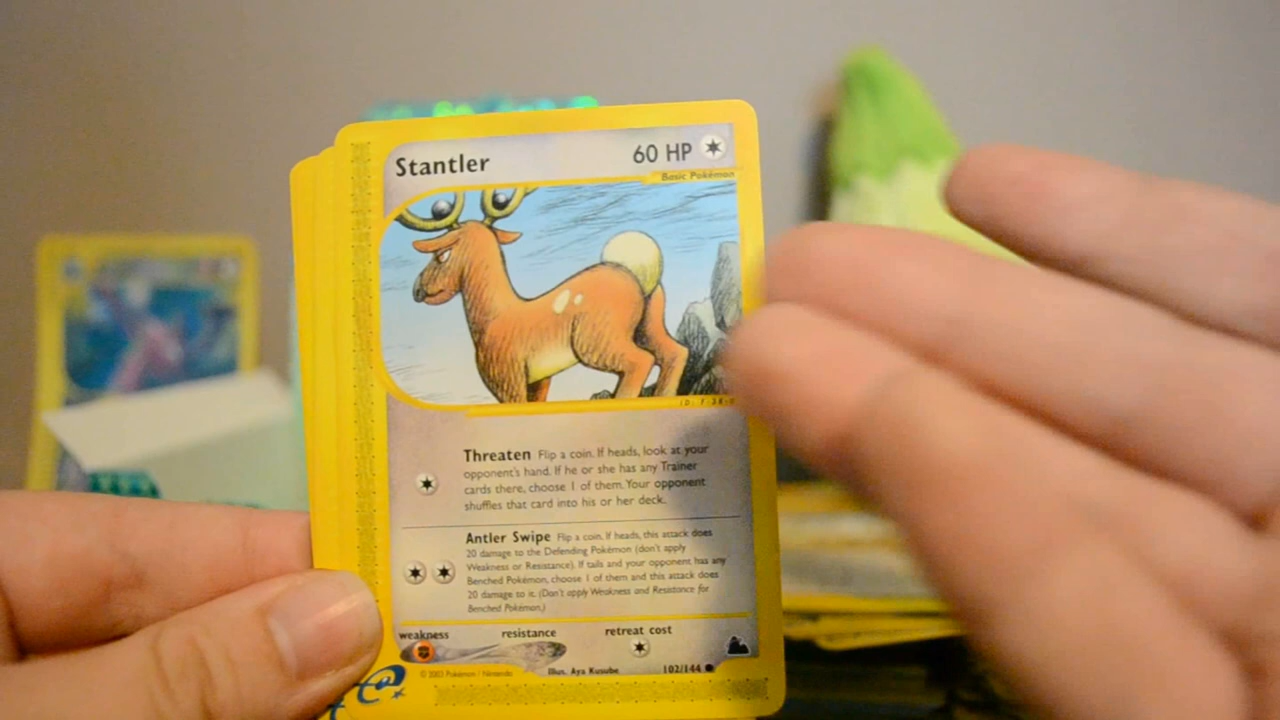 Stantler
60 HP
Basic Pokémon
Threaten Flip a coin. If heads, look at your
opponent's hand. If he or she has any Trainer
cards there, choose 1 of them. Your opponent
shuffles that card into his or her deck.
Antler Swipe Flip a coin. If heads, this attack does
20 damage to the Defending Pokémon (don't apply
Weakness or Resistance). If tails and your opponent has any
Benched Pokémon, choose 1 of them and this attack does
20 damage to it. (Don't apply Weakness and Resistance for
Benched Pokémon.)
weakness resistance retreat cost
© 2003 Pokémon / Nintendo Illus. Aya Kusube 102/144
e